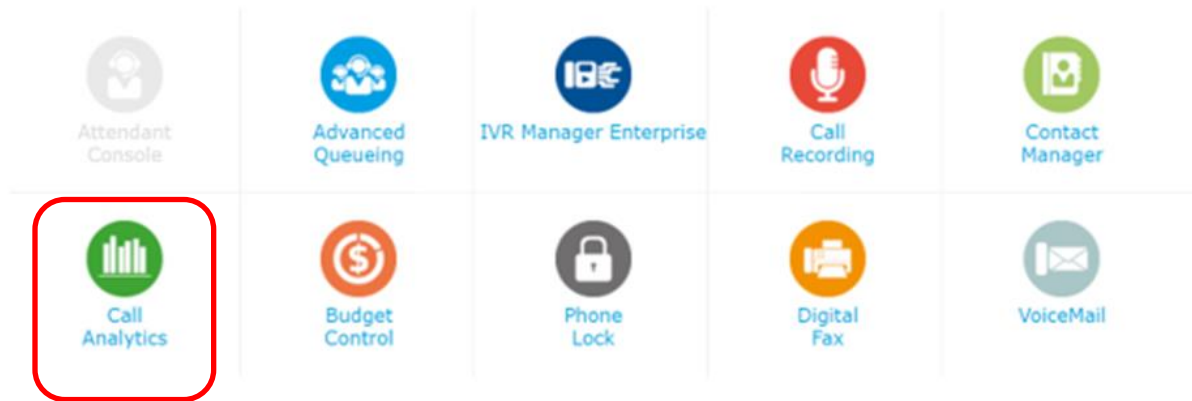 Attendant
Console
Advanced
Queueing
IVR Manager Enterprise
Call
Recording
Contact
Manager
Call
Analytics
Budget
Control
Phone
Lock
Digital
Fax
VoiceMail